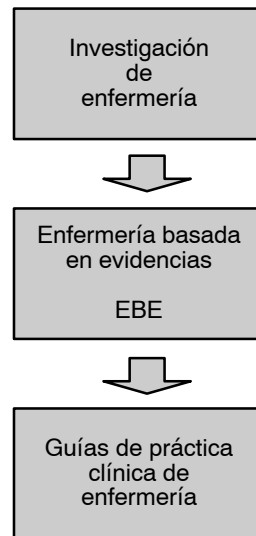 Investigación
de
enfermería
Enfermería basada
en evidencias
EBE
Guías de práctica
clínica de
enfermería